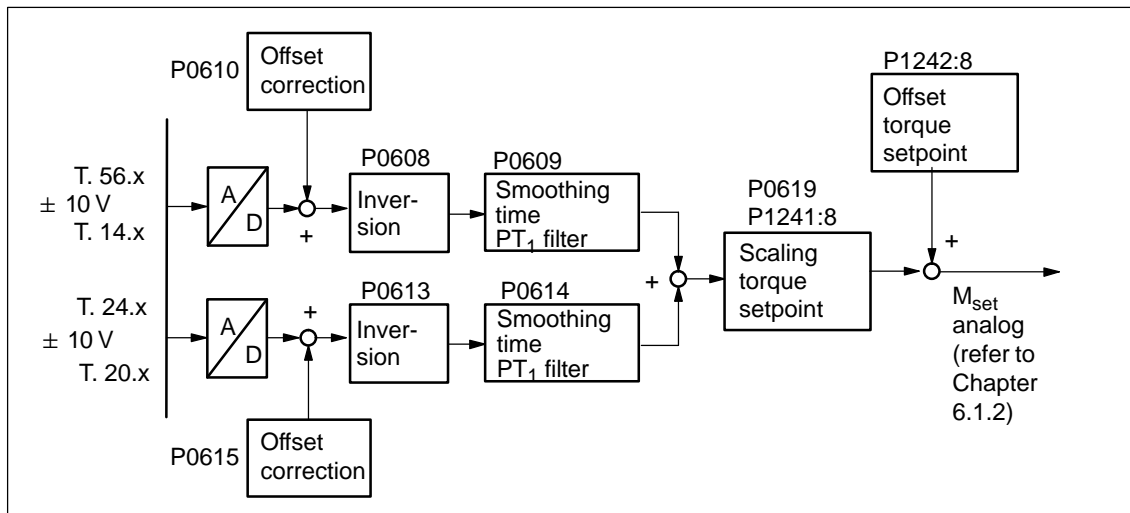 P0610
Offset
correction
P1242:8
Offset
torque
setpoint
T. 56.x
± 10 V
T. 14.x
A
D
+
P0608
Inver-
sion
P0609
Smoothing
time
PT1 filter
P0619
P1241:8
Scaling
torque
setpoint
+
+
T. 24.x
± 10 V
T. 20.x
A
D
+
P0613
Inver-
sion
P0614
Smoothing
time
PT1 filter
Mset
analog
(refer to
Chapter
6.1.2)
P0615
Offset
correction